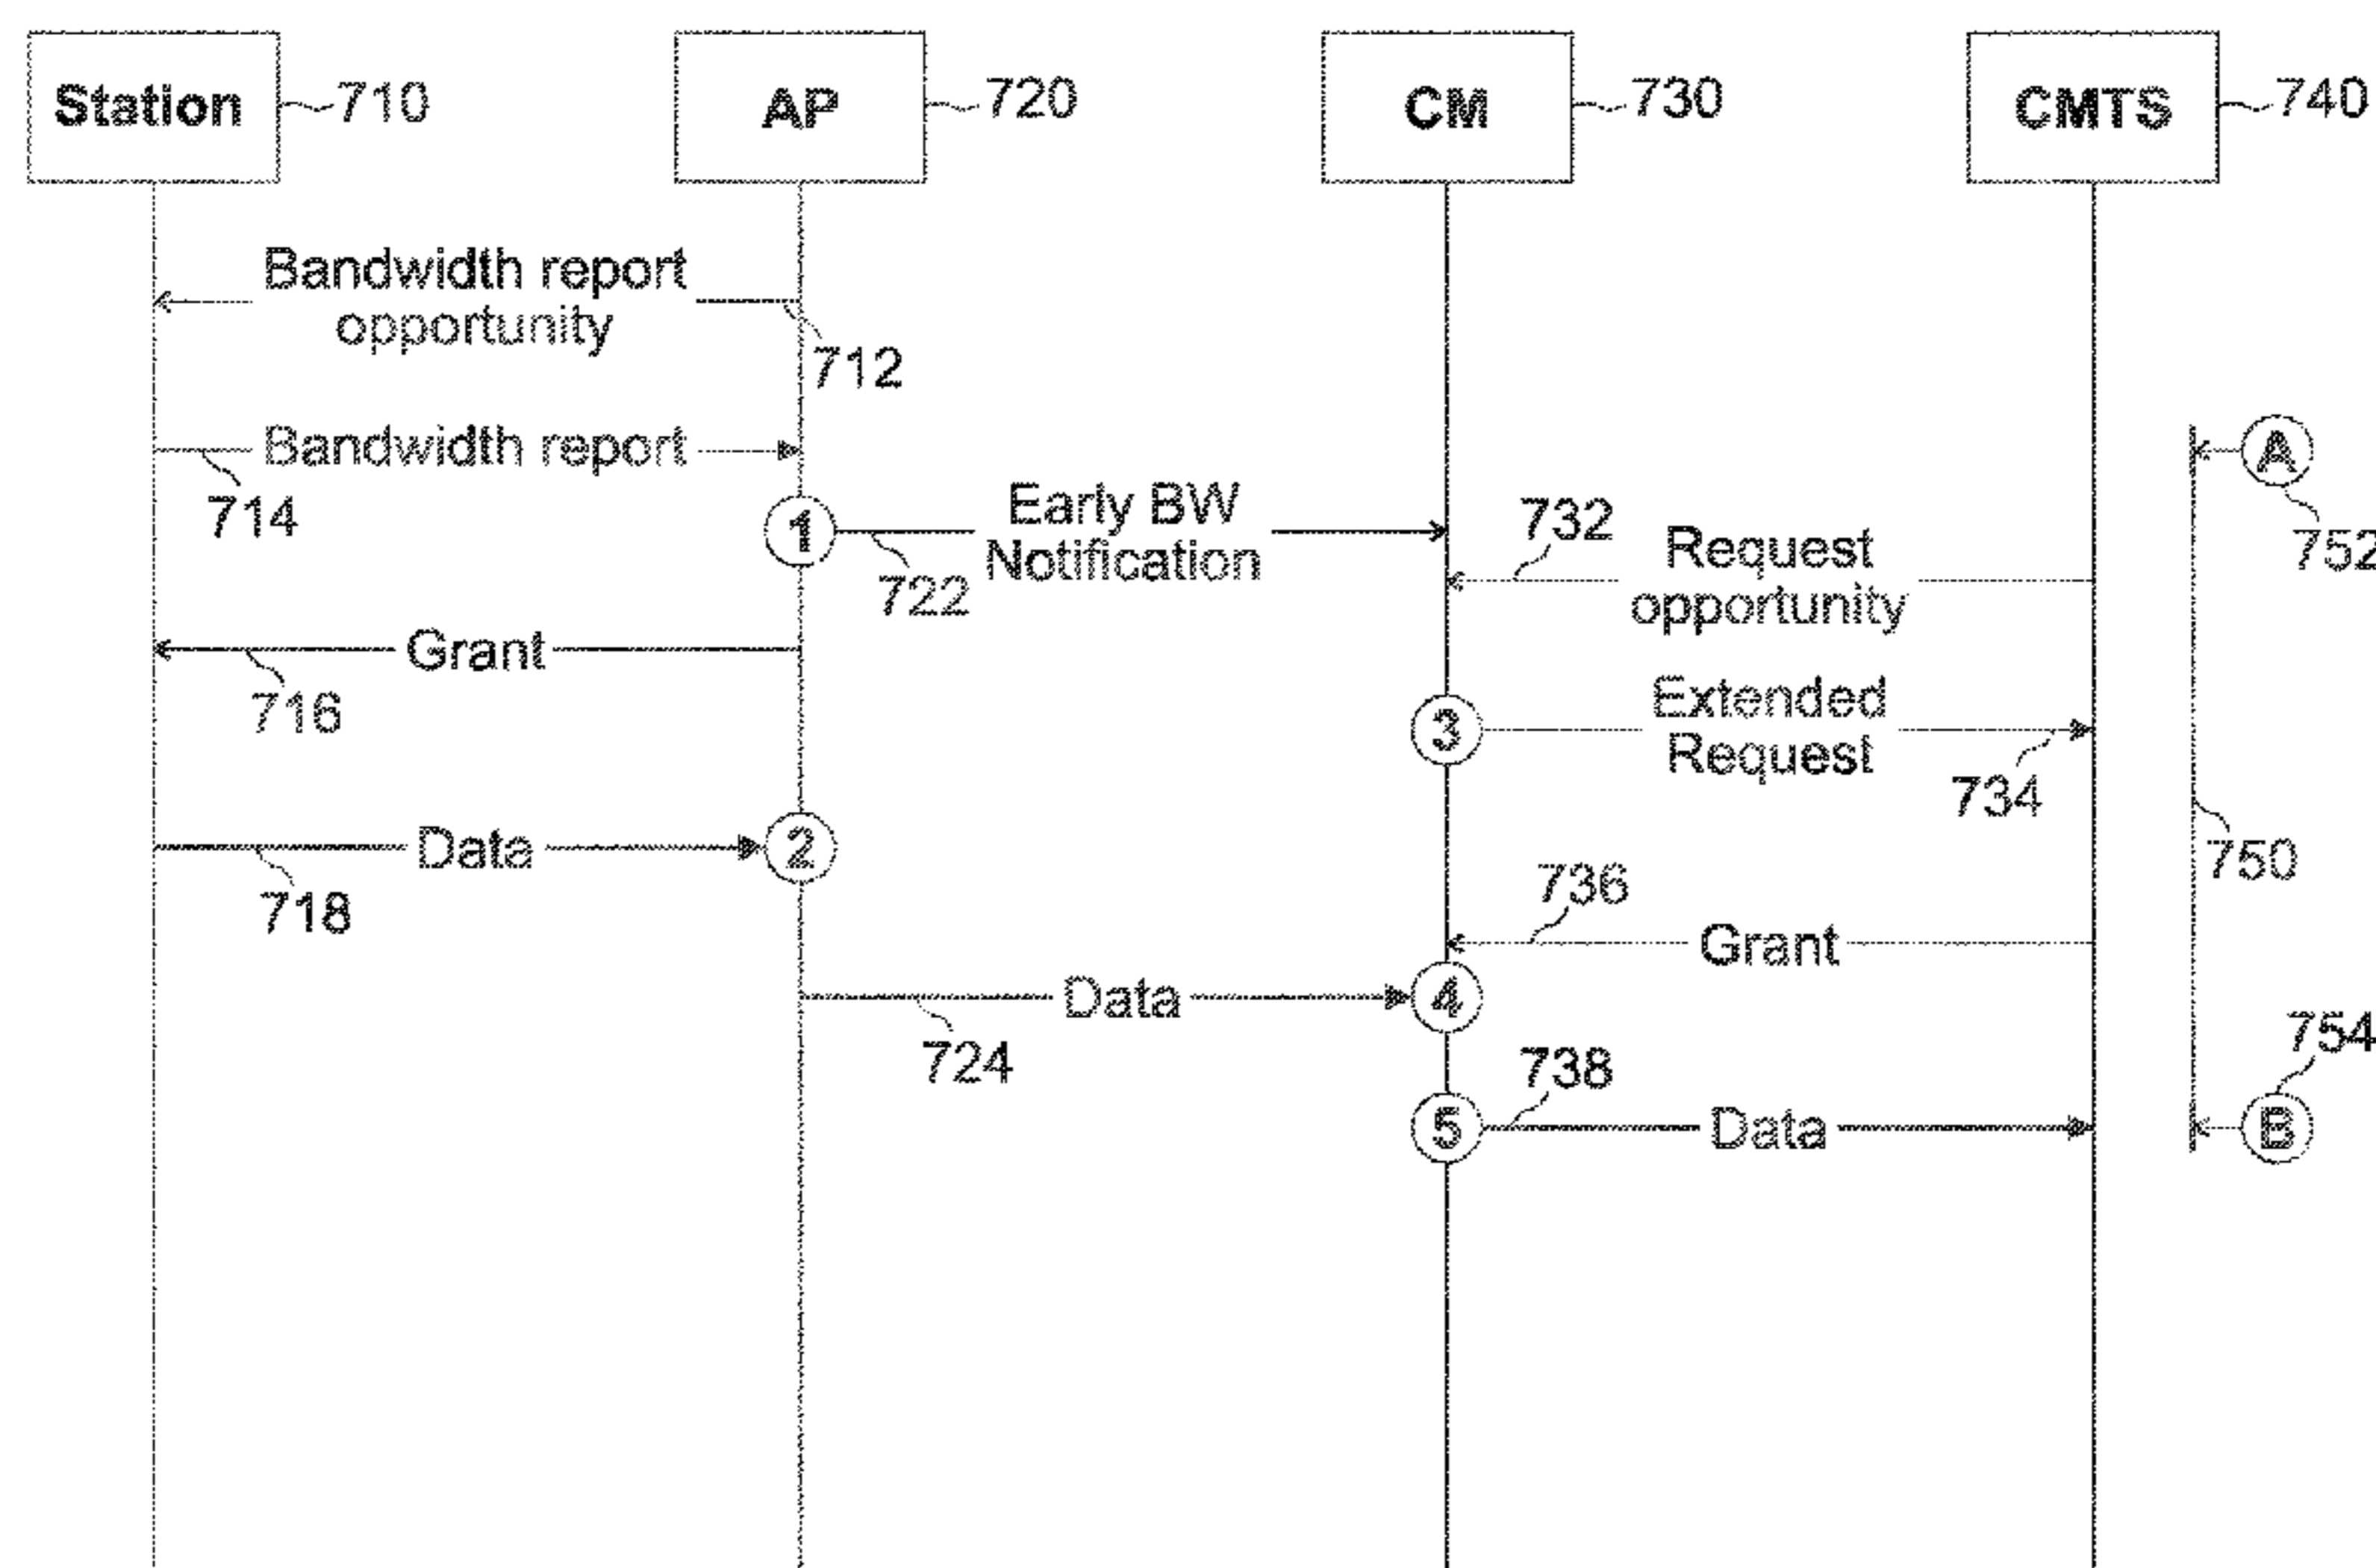 Station
710
AP
720
CM
730
CMTS
740
Bandwidth report
opportunity
712
Bandwidth report
714
A
752
1
Early BW
Notification
722
732
Request
opportunity
Grant
716
3
Extended
Request
734
750
Data
2
718
736
Grant
Data
4
724
754
5
738
Data
B